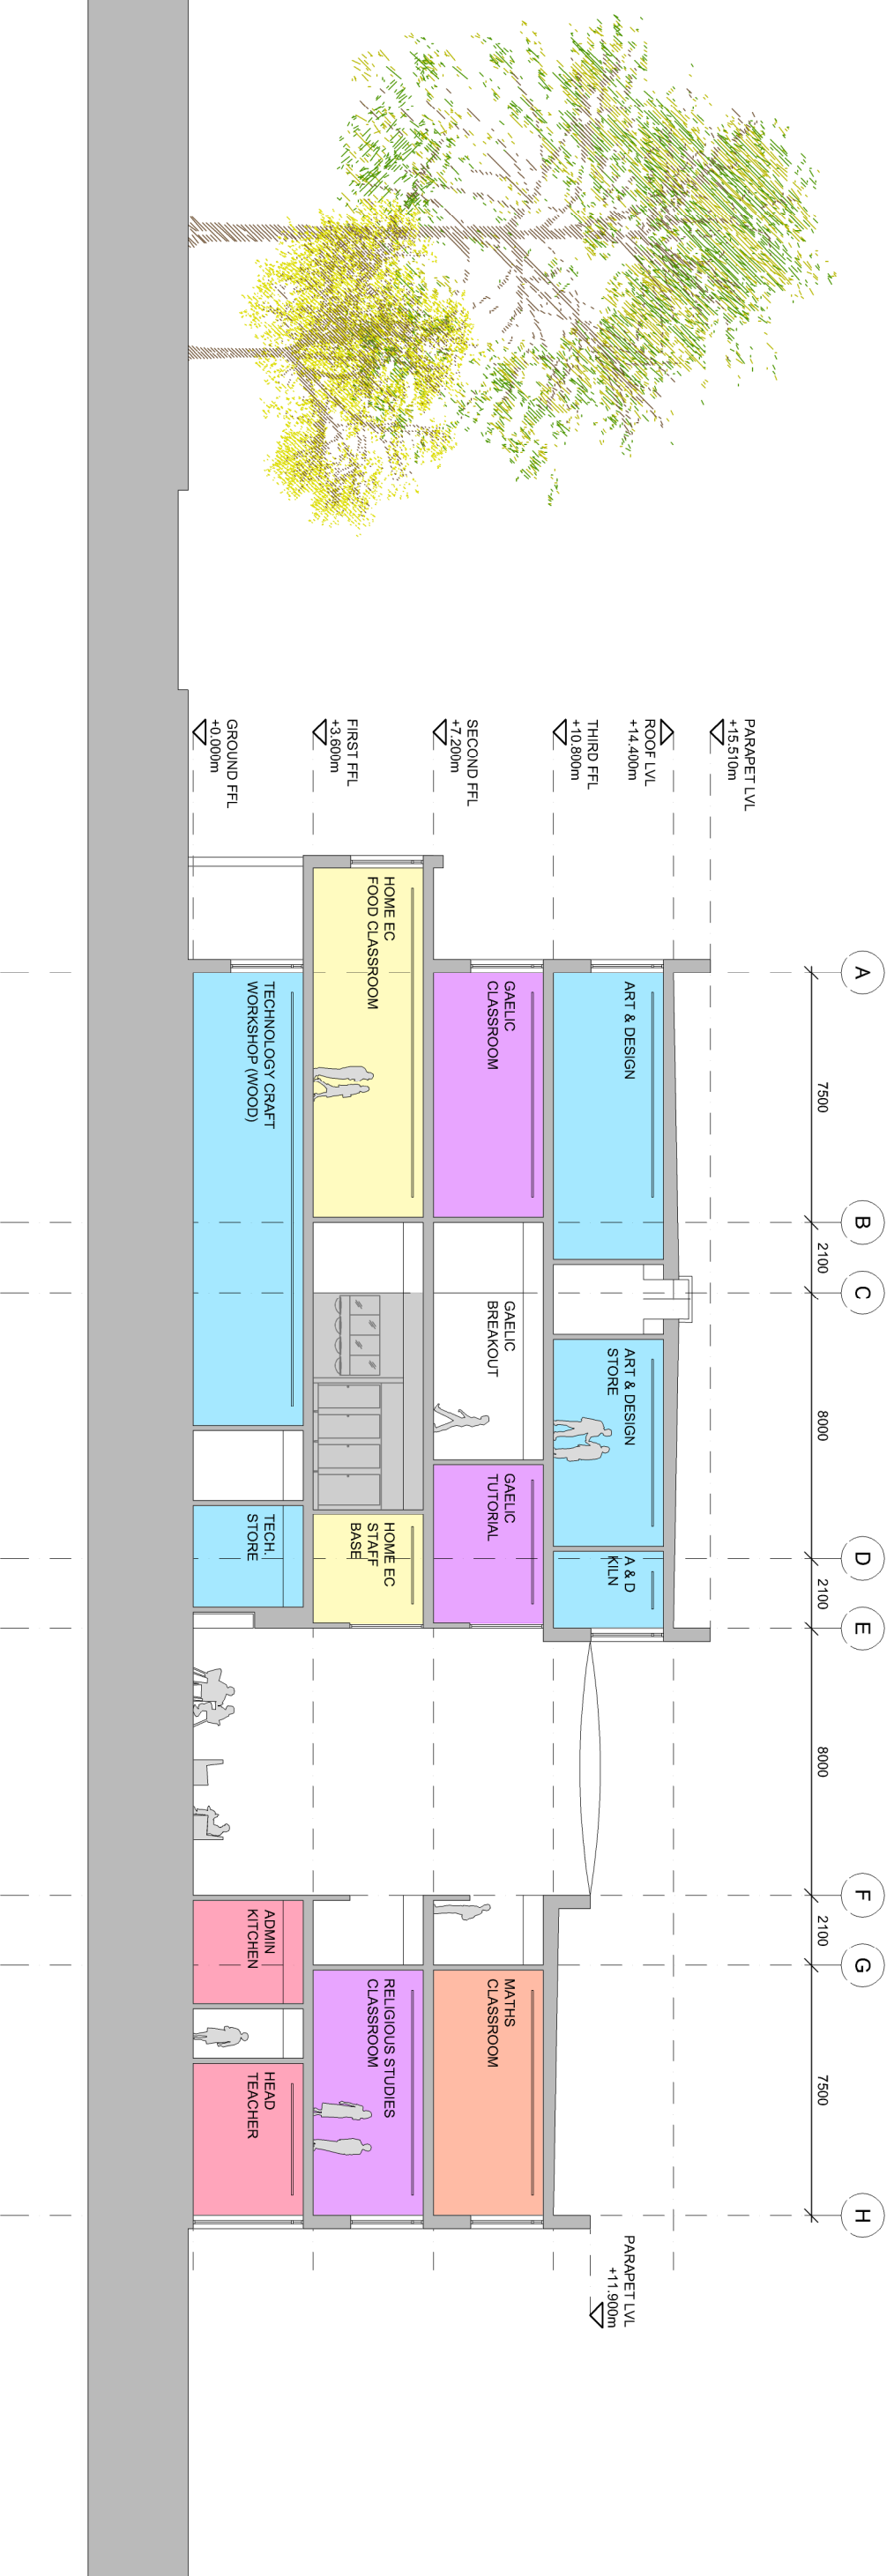 A
B
C
D
E
F
G
H
7500
2100
8000
2100
8000
2100
7500
PARAPET LVL
+15.510m
ROOF LVL
+14.400m
THIRD FFL
+10.800m
SECOND FFL
+7.200m
FIRST FFL
+3.600m
GROUND FFL
+0.000m
PARAPET LVL
+11.900m
ART & DESIGN
ART & DESIGN
STORE
A & D
KILN
GAELIC
CLASSROOM
GAELIC
BREAKOUT
GAELIC
TUTORIAL
MATHS
CLASSROOM
HOME EC
FOOD CLASSROOM
HOME EC
STAFF
BASE
RELIGIOUS STUDIES
CLASSROOM
TECHNOLOGY CRAFT
WORKSHOP (WOOD)
TECH.
STORE
ADMIN
KITCHEN
HEAD
TEACHER